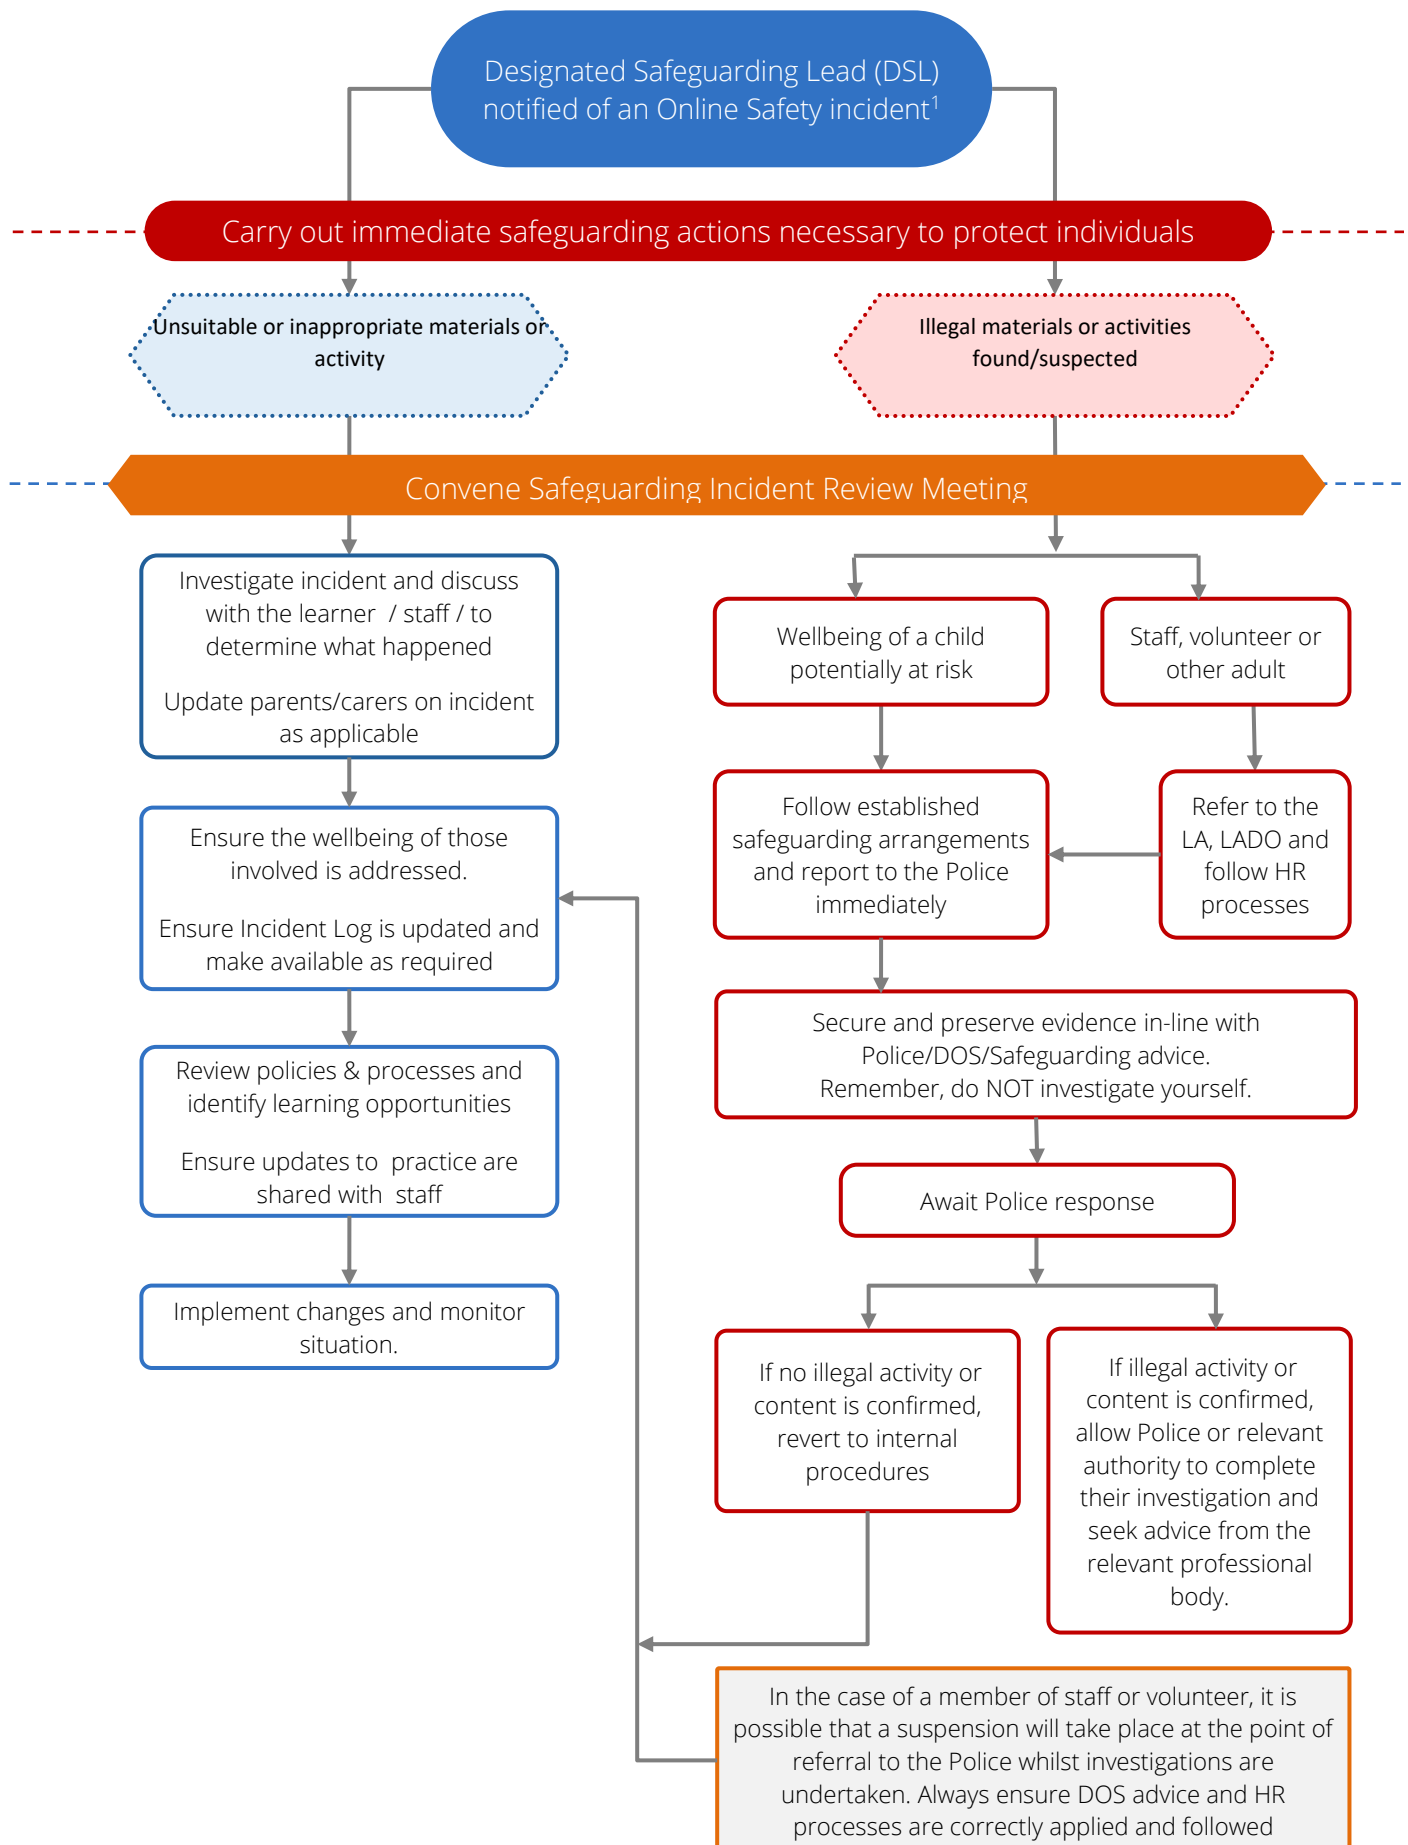 Designated Safeguarding Lead (DSL)
notified of an Online Safety incident¹
Carry out immediate safeguarding actions necessary to protect individuals
Unsuitable or inappropriate materials or
activity
Illegal materials or activities
found/suspected
Convene Safeguarding Incident Review Meeting
Investigate incident and discuss
with the learner / staff / to
determine what happened
Update parents/carers on incident
as applicable
Ensure the wellbeing of those
involved is addressed.
Ensure Incident Log is updated and
make available as required
Review policies & processes and
identify learning opportunities
Ensure updates to practice are
shared with staff
Implement changes and monitor
situation.
Wellbeing of a child
potentially at risk
Staff, volunteer or
other adult
Follow established
safeguarding arrangements
and report to the Police
immediately
Refer to the
LA, LADO and
follow HR
processes
Secure and preserve evidence in-line with
Police/DOS/Safeguarding advice.
Remember, do NOT investigate yourself.
Await Police response
If no illegal activity or
content is confirmed,
revert to internal
procedures
If illegal activity or
content is confirmed,
allow Police or relevant
authority to complete
their investigation and
seek advice from the
relevant professional
body.
In the case of a member of staff or volunteer, it is
possible that a suspension will take place at the point of
referral to the Police whilst investigations are
undertaken. Always ensure DOS advice and HR
processes are correctly applied and followed